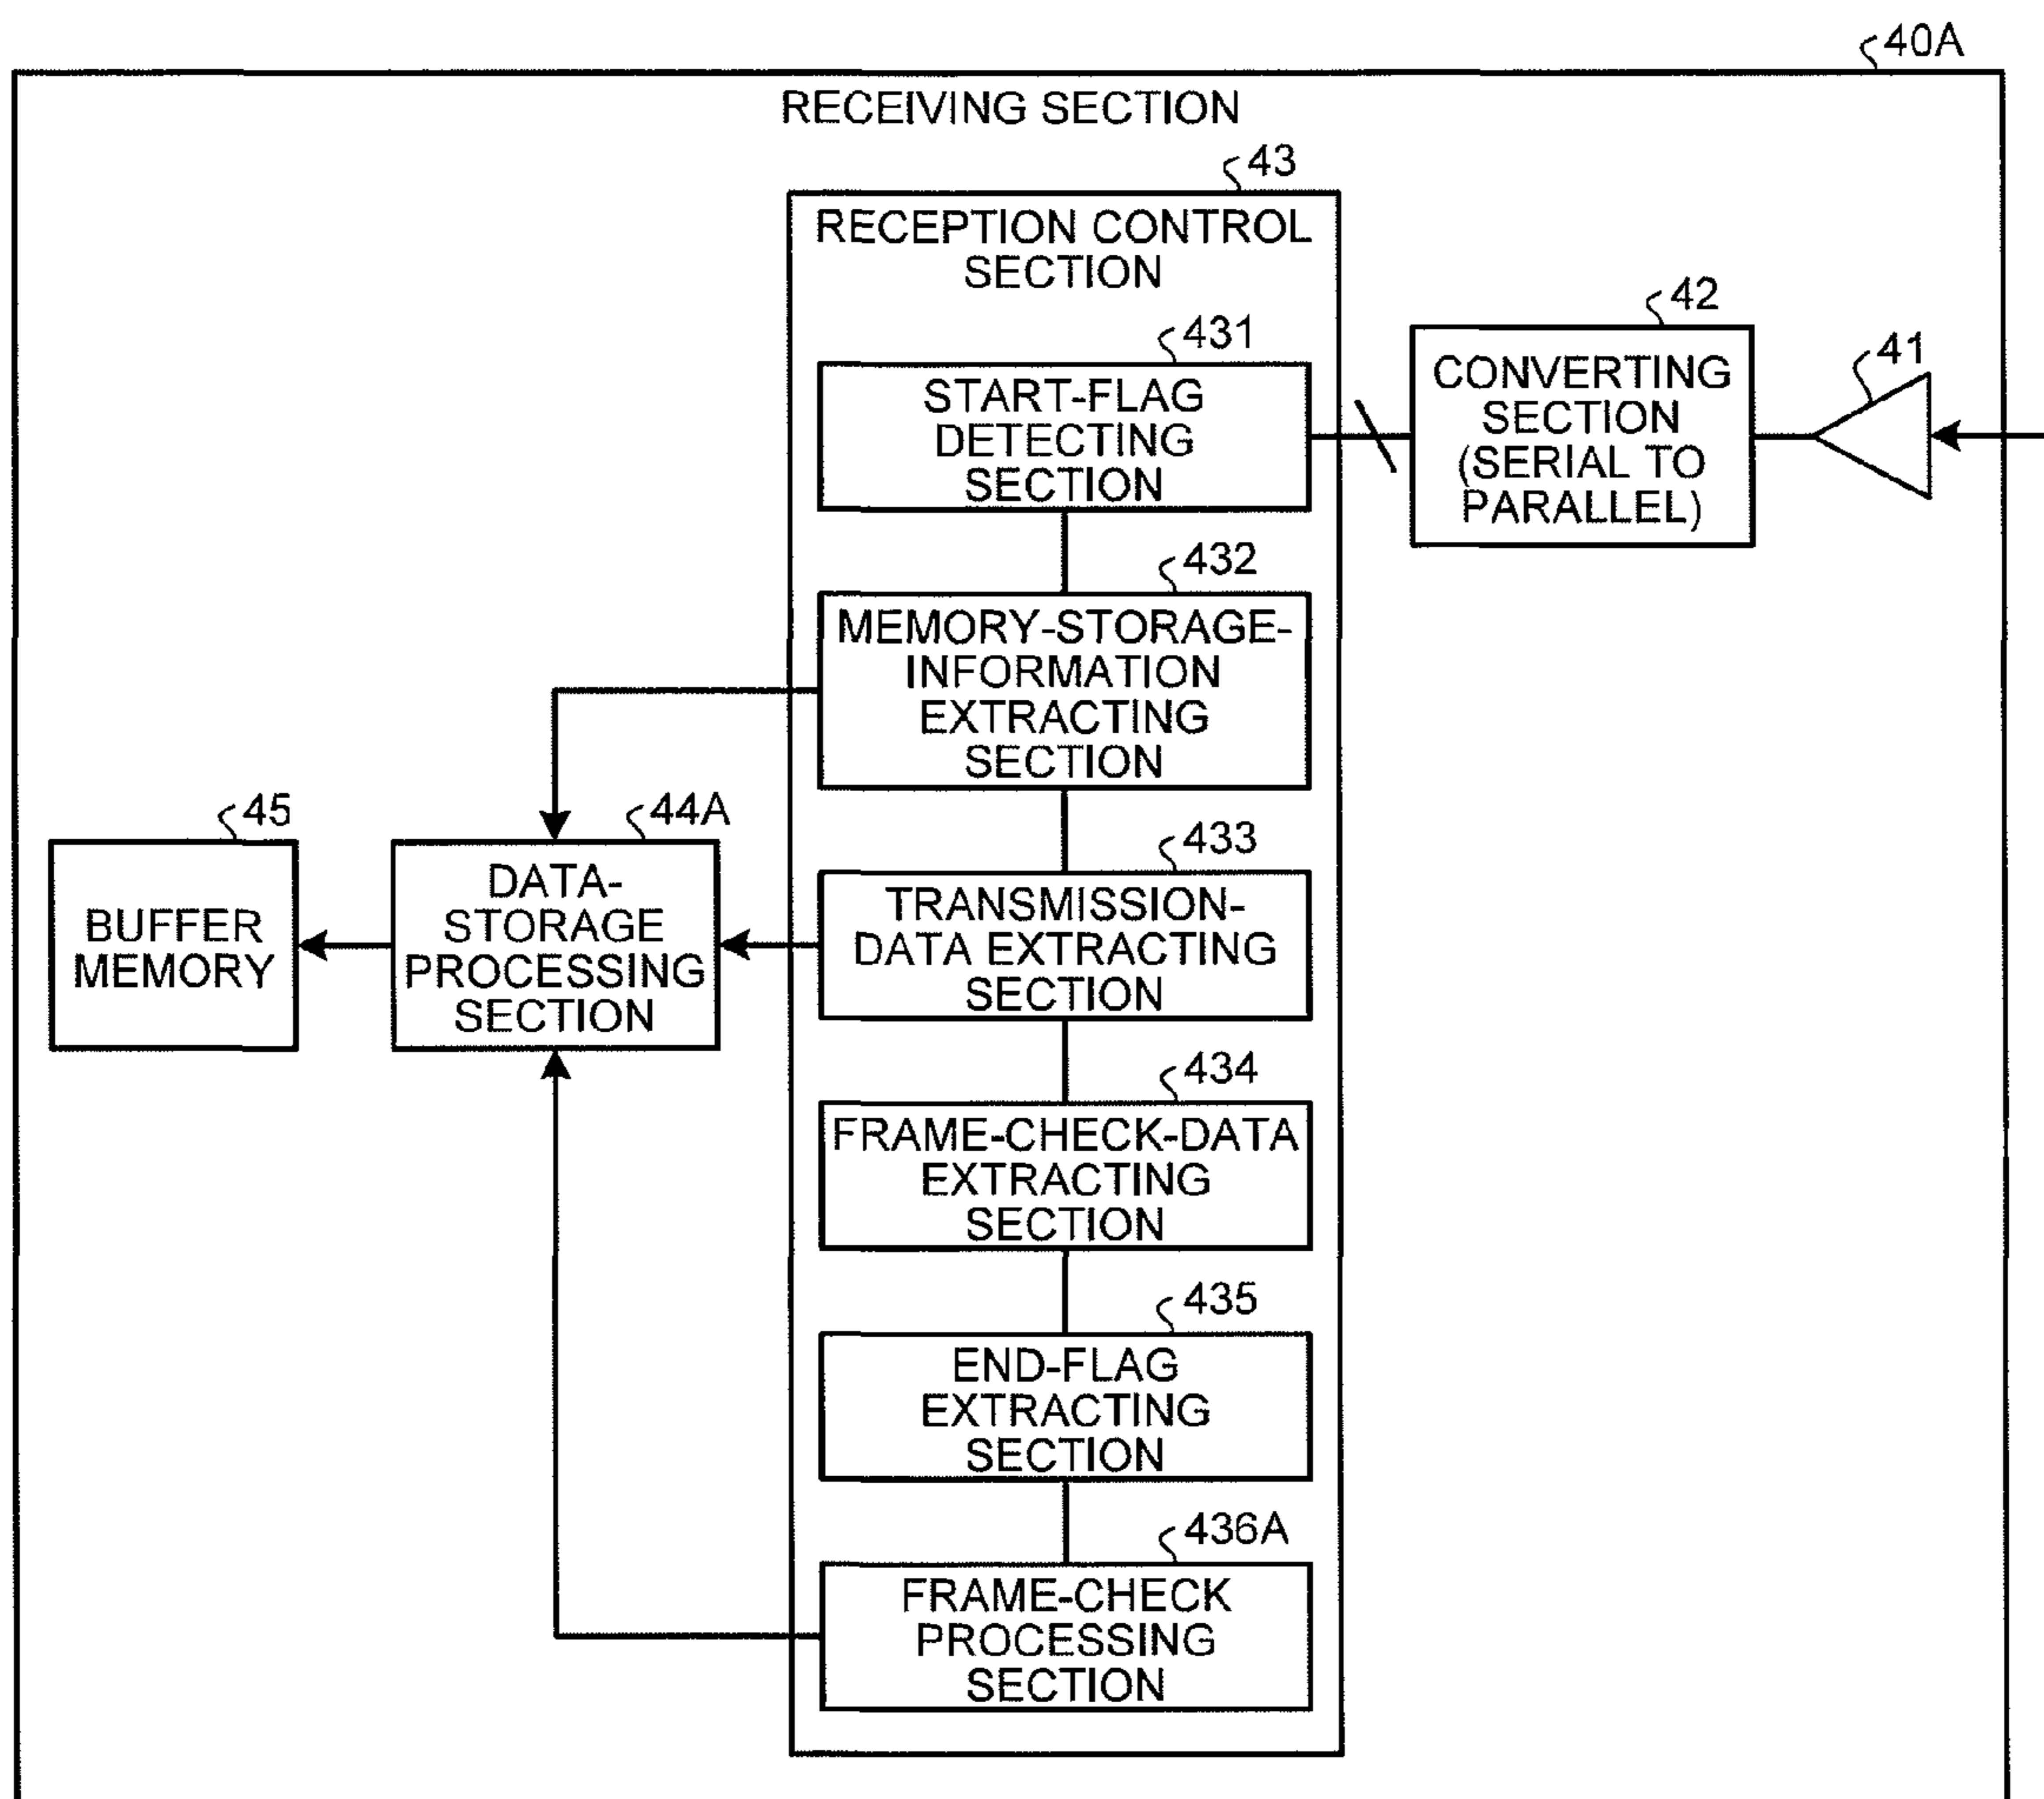 40A
RECEIVING SECTION
43
RECEPTION CONTROL
SECTION
42
CONVERTING
SECTION
(SERIAL TO
PARALLEL)
41
431
START-FLAG
DETECTING
SECTION
432
MEMORY-STORAGE-
INFORMATION
EXTRACTING
SECTION
45
BUFFER
MEMORY
44A
DATA-
STORAGE
PROCESSING
SECTION
433
TRANSMISSION-
DATA EXTRACTING
SECTION
434
FRAME-CHECK-DATA
EXTRACTING
SECTION
435
END-FLAG
EXTRACTING
SECTION
436A
FRAME-CHECK
PROCESSING
SECTION